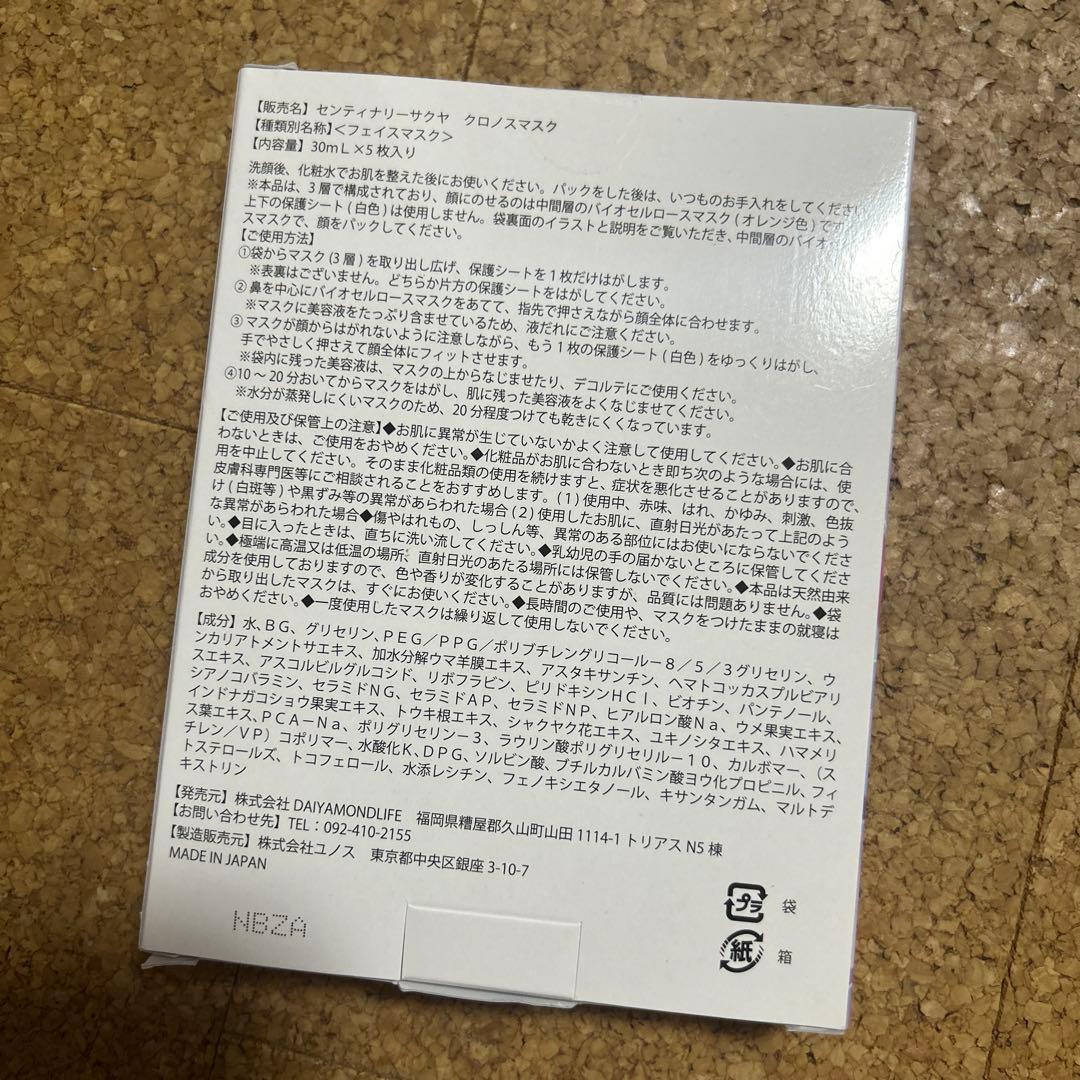 【販売名】センティナリーサクヤ　クロノスマスク
【種類別名称】＜フェイスマスク＞
【内容量】30mL×5枚入り
洗顔後、化粧水でお肌を整えた後にお使いください。パックをした後は、いつものお手入れをしてください
※本品は、3層で構成されており、顔にのせるのは中間層のバイオセルロースマスク(オレンジ色)です
上下の保護シート(白色)は使用しません。袋裏面のイラストと説明をご覧いただき、中間層のバイオ
スマスクで、顔をパックしてください。
【ご使用方法】
①袋からマスク(3層)を取り出し広げ、保護シートを1枚だけはがします。
※表裏はございません。どちらか片方の保護シートをはがしてください。
②鼻を中心にバイオセルロースマスクをあてて、指先で押さえながら顔全体に合わせます。
※マスクに美容液をたっぷり含ませているため、液だれにご注意ください。
③マスクが顔からはがれないように注意しながら、もう1枚の保護シート(白色)をゆっくりはがし、
手でやさしく押さえて顔全体にフィットさせます。
※袋内に残った美容液は、マスクの上からなじませたり、デコルテにご使用ください。
④10～20分おいてからマスクをはがし、肌に残った美容液をよくなじませてください。
※水分が蒸発しにくいマスクのため、20分程度つけても乾きにくくなっています。
【ご使用及び保管上の注意】◆お肌に異常が生じていないかよく注意して使用してください。◆お肌に合
わないときは、ご使用をおやめください。◆化粧品がお肌に合わないとき即ち次のような場合には、使
用を中止してください。そのまま化粧品類の使用を続けますと、症状を悪化させることがありますので、
皮膚科専門医等にご相談されることをおすすめします。(1)使用中、赤味、はれ、かゆみ、刺激、色抜
け(白斑等)や黒ずみ等の異常があらわれた場合(2)使用したお肌に、直射日光があたって上記のよう
な異常があらわれた場合◆傷やはれもの、しっしん等、異常のある部位にはお使いにならないでくださ
い。◆目に入ったときは、直ちに洗い流してください。◆乳幼児の手の届かないところに保管してくださ
い。◆極端に高温又は低温の場所、直射日光のあたる場所には保管しないでください。◆本品は天然由来
成分を使用しておりますので、色や香りが変化することがありますが、品質には問題ありません。◆袋
から取り出したマスクは、すぐにお使いください。◆長時間のご使用や、マスクをつけたままの就寝は
おやめください。◆一度使用したマスクは繰り返して使用しないでください。
【成分】水、BG、グリセリン、PEG／PPG／ポリブチレングリコール－8／5／3グリセリン、ウ
ンカリアトメントサエキス、加水分解ウマ羊膜エキス、アスタキサンチン、ヘマトコッカスプルビアリ
スエキス、アスコルビルグルコシド、リボフラビン、ピリドキシンHCl、ビオチン、パンテノール、
シアノコバラミン、セラミドNG、セラミドAP、セラミドNP、ヒアルロン酸Na、ウメ果実エキス、
インドナガコショウ果実エキス、トウキ根エキス、シャクヤク花エキス、ユキノシタエキス、ハマメリ
ス葉エキス、PCA－Na、ポリグリセリン－3、ラウリン酸ポリグリセリル－10、カルボマー、（ス
チレン／VP）コポリマー、水酸化K、DPG、ソルビン酸、ブチルカルバミン酸ヨウ化プロピニル、フィ
トステロールズ、トコフェロール、水添レシチン、フェノキシエタノール、キサンタンガム、マルトデ
キストリン
【発売元】株式会社DAIYAMONDLIFE　福岡県糟屋郡久山町山田1114-1トリアスN5棟
【お問い合わせ先】TEL：092-410-2155
【製造販売元】株式会社ユノス　東京都中央区銀座3-10-7
MADE IN JAPAN
プラ 袋
紙 箱
NBZA